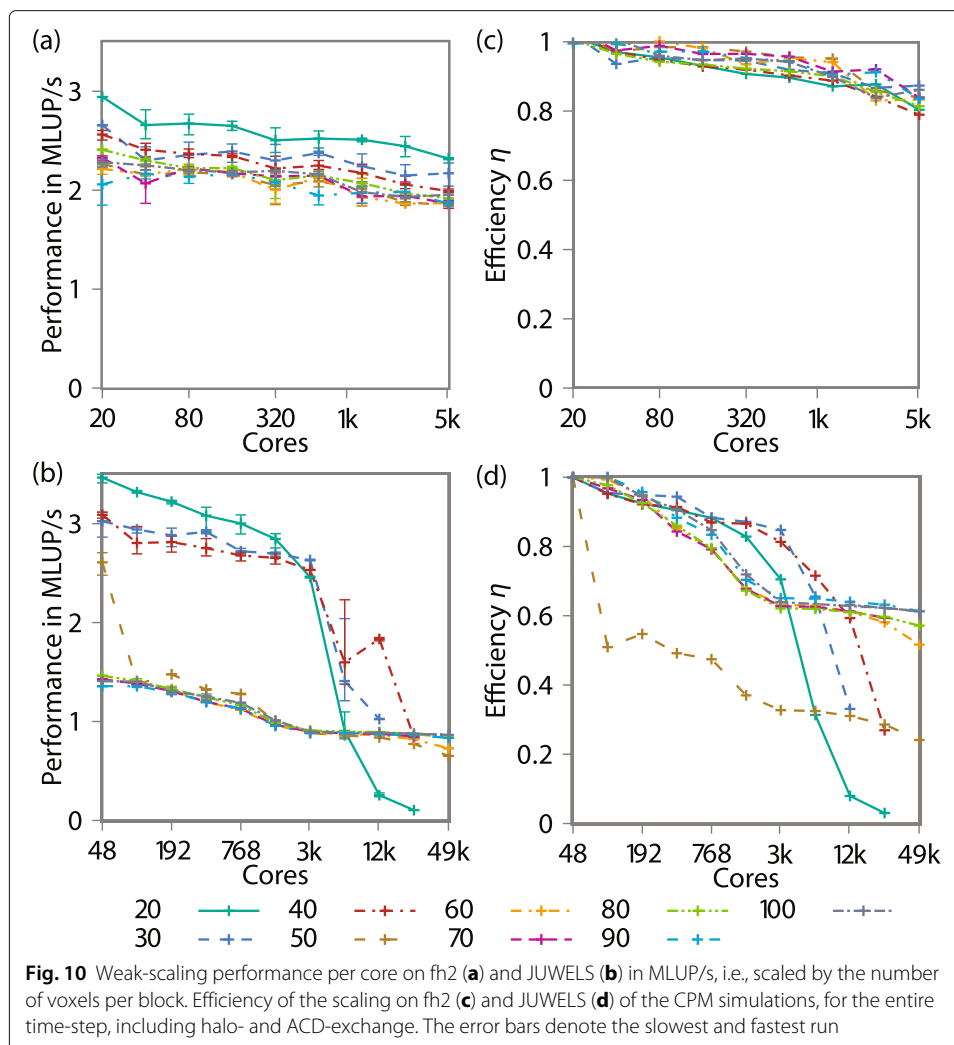 (a)
Performance in MLUP/s
3
2
1
0
20 80 320 1k 5k
Cores
(c)
Efficiency η
1
0.8
0.6
0.4
0.2
0
20 80 320 1k 5k
Cores
(b)
Performance in MLUP/s
3
2
1
0
48 192 768 3k 12k 49k
Cores
(d)
Efficiency η
1
0.8
0.6
0.4
0.2
0
48 192 768 3k 12k 49k
Cores
20 40 60 80 100
30 50 70 90
Fig. 10 Weak-scaling performance per core on fh2 (a) and JUWELS (b) in MLUP/s, i.e., scaled by the number
of voxels per block. Efficiency of the scaling on fh2 (c) and JUWELS (d) of the CPM simulations, for the entire
time-step, including halo- and ACD-exchange. The error bars denote the slowest and fastest run